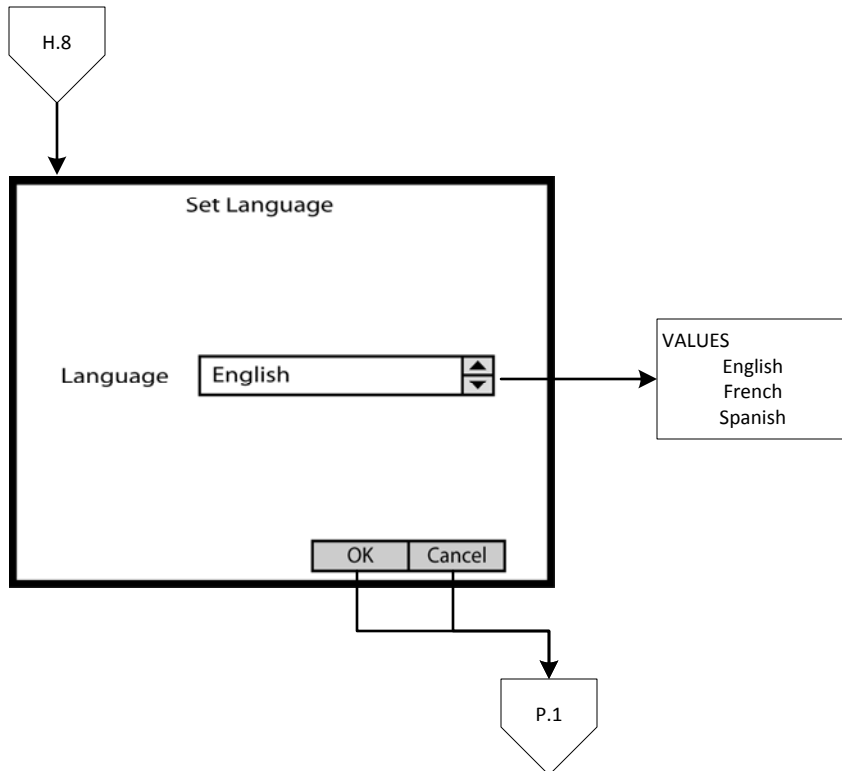 H.8
Set Language
Language
English
VALUES
English
French
Spanish
OK
Cancel
P.1